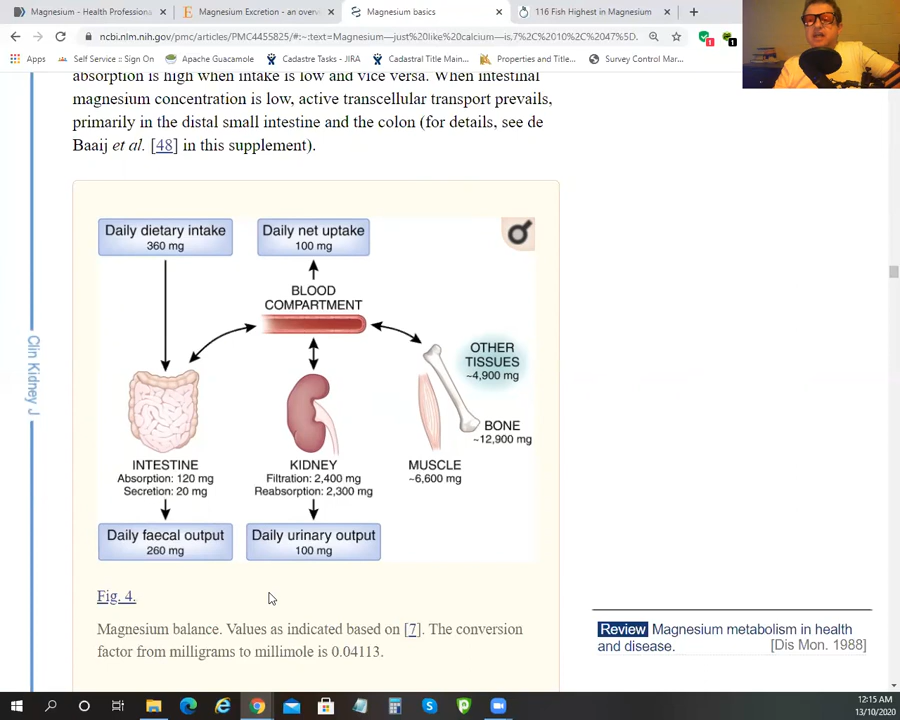 Magnesium - Health Professiona
Magnesium Excretion - an overvi
Magnesium basics
116 Fish Highest in Magnesium
ncbi.nlm.nih.gov/pmc/articles/PMC4455825/#:~:text=Magnesium—just%20like%20calcium—is,7%2C%2010%2C%2047%5D.
Apps
Self Service :: Sign On
Apache Guacamole
Cadastre Tasks - JIRA
Cadastral Title Main...
Properties and Title...
Survey Control Mar...
absorption is high when intake is low and vice versa. When intestinal
magnesium concentration is low, active transcellular transport prevails,
primarily in the distal small intestine and the colon (for details, see de
Baaij et al. [48] in this supplement).
Daily dietary intake
360 mg
Daily net uptake
100 mg
BLOOD
COMPARTMENT
OTHER
TISSUES
~4,900 mg
BONE
~12,900 mg
INTESTINE
Absorption: 120 mg
Secretion: 20 mg
KIDNEY
Filtration: 2,400 mg
Reabsorption: 2,300 mg
MUSCLE
~6,600 mg
Daily faecal output
260 mg
Daily urinary output
100 mg
Fig. 4.
Magnesium balance. Values as indicated based on [7]. The conversion
factor from milligrams to millimole is 0.04113.
Clin Kidney J
Review Magnesium metabolism in health
and disease. [Dis Mon. 1988]
12:15 AM
13/10/2020